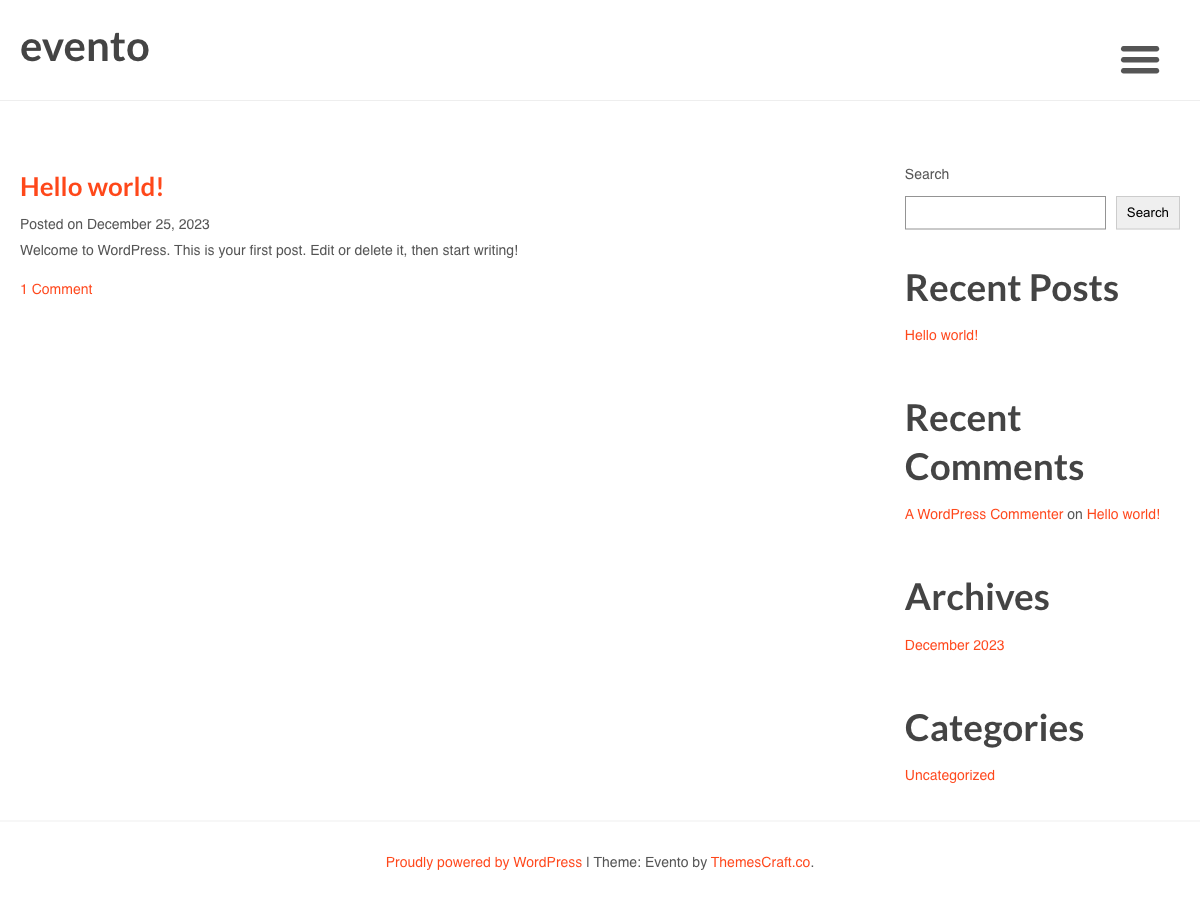 evento
Hello world!
Posted on December 25, 2023
Welcome to WordPress. This is your first post. Edit or delete it, then start writing!
1 Comment
Search
Search
Recent Posts
Hello world!
Recent
Comments
A WordPress Commenter on Hello world!
Archives
December 2023
Categories
Uncategorized
Proudly powered by WordPress | Theme: Evento by ThemesCraft.co.